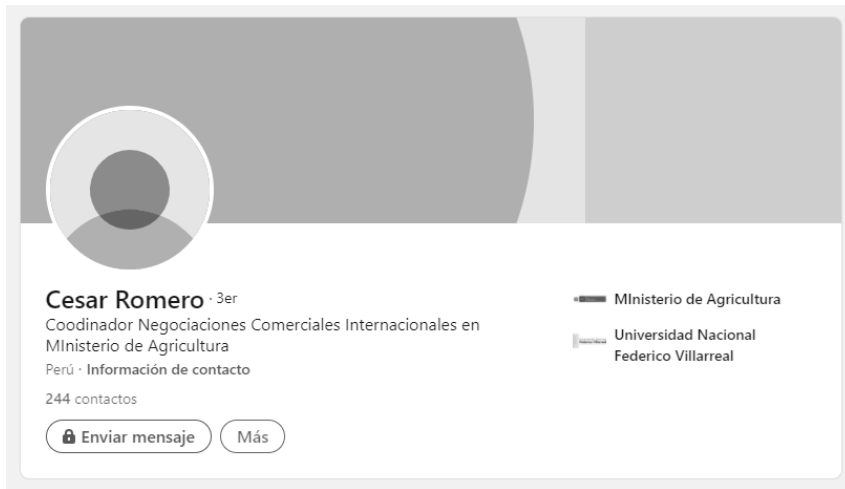 Cesar Romero · 3er
Coodinador Negociaciones Comerciales Internacionales en
MInisterio de Agricultura
Perú · Información de contacto
244 contactos
Enviar mensaje
Más
MInisterio de Agricultura
Universidad Nacional
Federico Villarreal